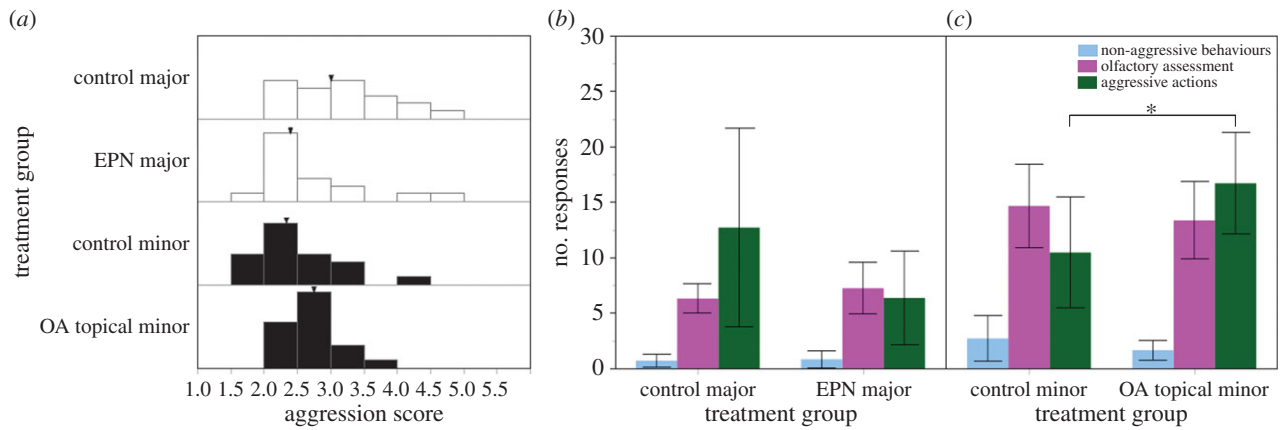 (a)
treatment group
control major
EPN major
control minor
OA topical minor
1.0 1.5 2.0 2.5 3.0 3.5 4.0 4.5 5.0 5.5
aggression score
(b)
no. responses
30
25
20
15
10
5
0
control major EPN major
treatment group
(c)
non-aggressive behaviours
olfactory assessment
aggressive actions
*
control minor OA topical minor
treatment group